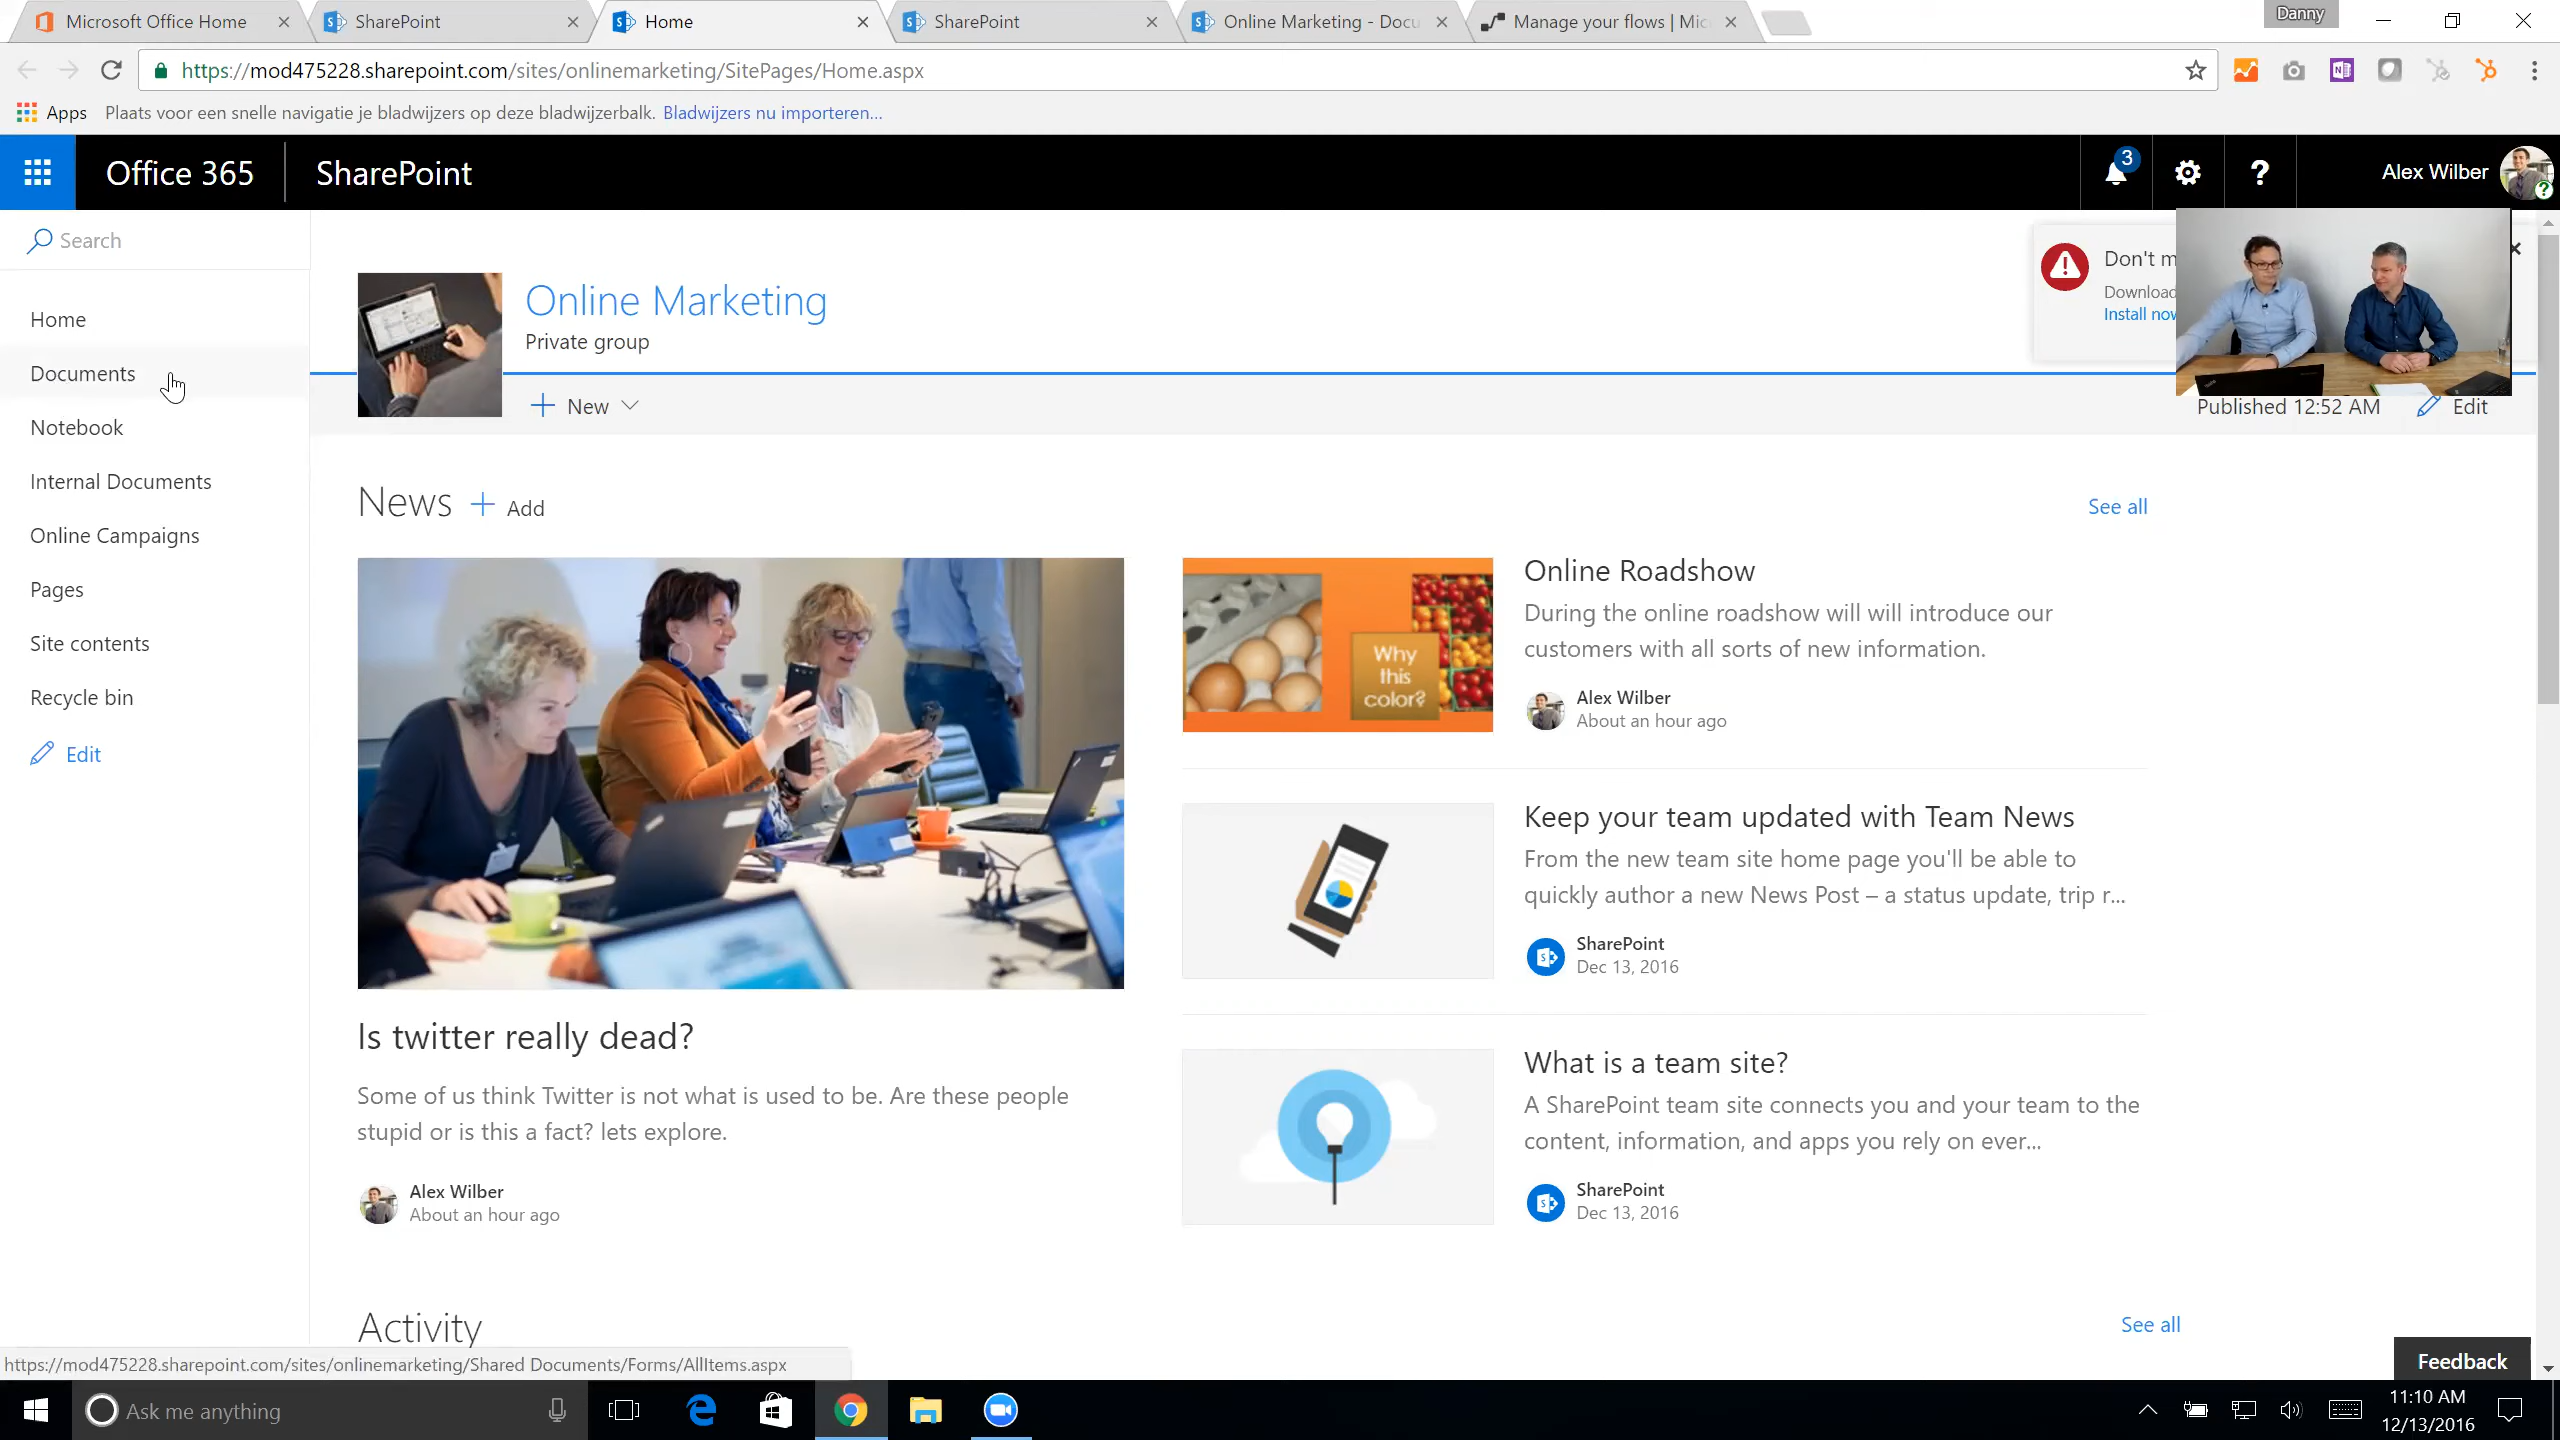 Microsoft Office Home
SharePoint
Home
SharePoint
Online Marketing - Docu
Manage your flows | Mic
Danny
https://mod475228.sharepoint.com/sites/onlinemarketing/SitePages/Home.aspx
Apps
Plaats voor een snelle navigatie je bladwijzers op deze bladwijzerbalk. Bladwijzers nu importeren...
Office 365
SharePoint
3
?
Alex Wilber
Search
Home
Documents
Notebook
Internal Documents
Online Campaigns
Pages
Site contents
Recycle bin
Edit
Online Marketing
Private group
Don't m
Download
Install now
New
Published 12:52 AM
Edit
News
Add
See all
Is twitter really dead?
Some of us think Twitter is not what is used to be. Are these people
stupid or is this a fact? lets explore.
Alex Wilber
About an hour ago
Why
this
color?
Online Roadshow
During the online roadshow will will introduce our
customers with all sorts of new information.
Alex Wilber
About an hour ago
Keep your team updated with Team News
From the new team site home page you'll be able to
quickly author a new News Post – a status update, trip r...
SharePoint
Dec 13, 2016
What is a team site?
A SharePoint team site connects you and your team to the
content, information, and apps you rely on ever...
SharePoint
Dec 13, 2016
Activity
See all
Feedback
https://mod475228.sharepoint.com/sites/onlinemarketing/Shared Documents/Forms/AllItems.aspx
Ask me anything
11:10 AM
12/13/2016